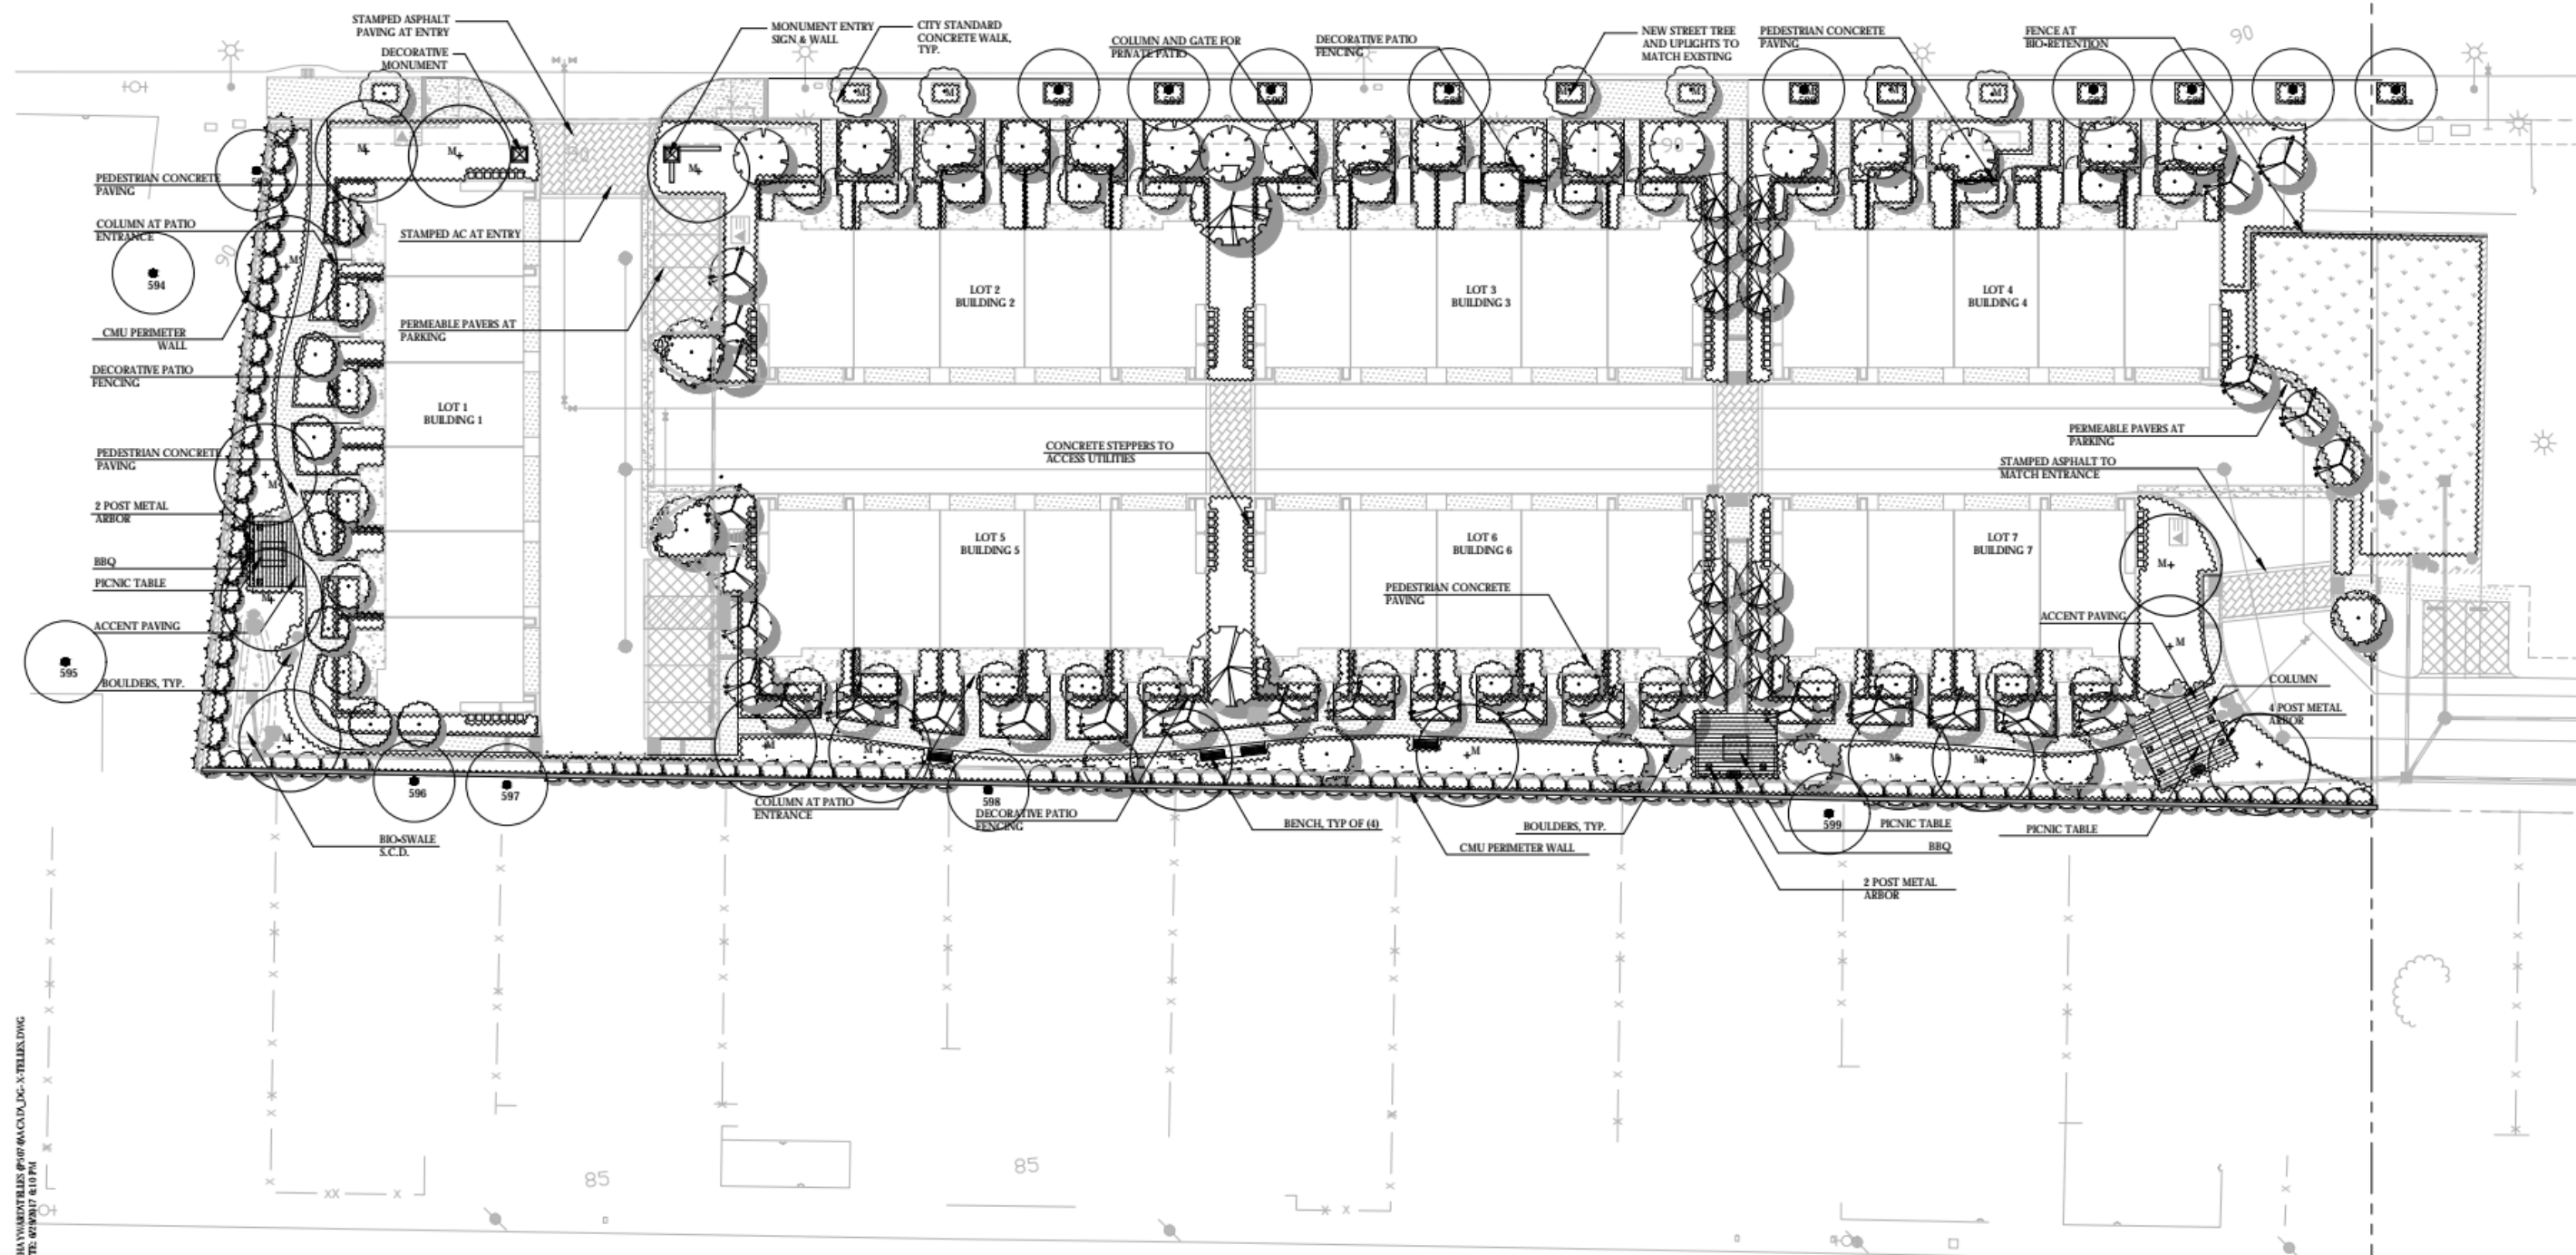 STAMPED ASPHALT
PAVING AT ENTRY
DECORATIVE
MONUMENT
MONUMENT ENTRY
SIGN & WALL
CITY STANDARD
CONCRETE WALK,
TYP.
COLUMN AND GATE FOR
PRIVATE PATIO
DECORATIVE PATIO
FENCING
NEW STREET TREE
AND UPLIGHTS TO
MATCH EXISTING
PEDESTRIAN CONCRETE
PAVING
FENCE AT
BIO-RETENTION
90
90
90
90
M
M
M
M
M
M
PEDESTRIAN CONCRETE
PAVING
COLUMN AT PATIO
ENTRANCE
STAMPED AC AT ENTRY
90
M
594
LOT 2
BUILDING 2
LOT 3
BUILDING 3
LOT 4
BUILDING 4
CMU PERIMETER
WALL
PERMEABLE PAVERS AT
PARKING
DECORATIVE PATIO
FENCING
LOT 1
BUILDING 1
PERMEABLE PAVERS AT
PARKING
CONCRETE STEPPERS TO
ACCESS UTILITIES
PEDESTRIAN CONCRETE
PAVING
STAMPED ASPHALT TO
MATCH ENTRANCE
M
2 POST METAL
ARBOR
LOT 5
BUILDING 5
LOT 6
BUILDING 6
LOT 7
BUILDING 7
BBQ
PICNIC TABLE
M
M
PEDESTRIAN CONCRETE
PAVING
ACCENT PAVING
ACCENT PAVING
M
595
BOULDERS, TYP.
COLUMN
4 POST METAL
ARBOR
M
M
M
M
M
M
M
596
597
598
599
COLUMN AT PATIO
ENTRANCE
DECORATIVE PATIO
FENCING
BENCH, TYP OF (4)
BOULDERS, TYP.
PICNIC TABLE
PICNIC TABLE
BIO-SWALE
S.C.D.
CMU PERIMETER WALL
BBQ
2 POST METAL
ARBOR
85
85